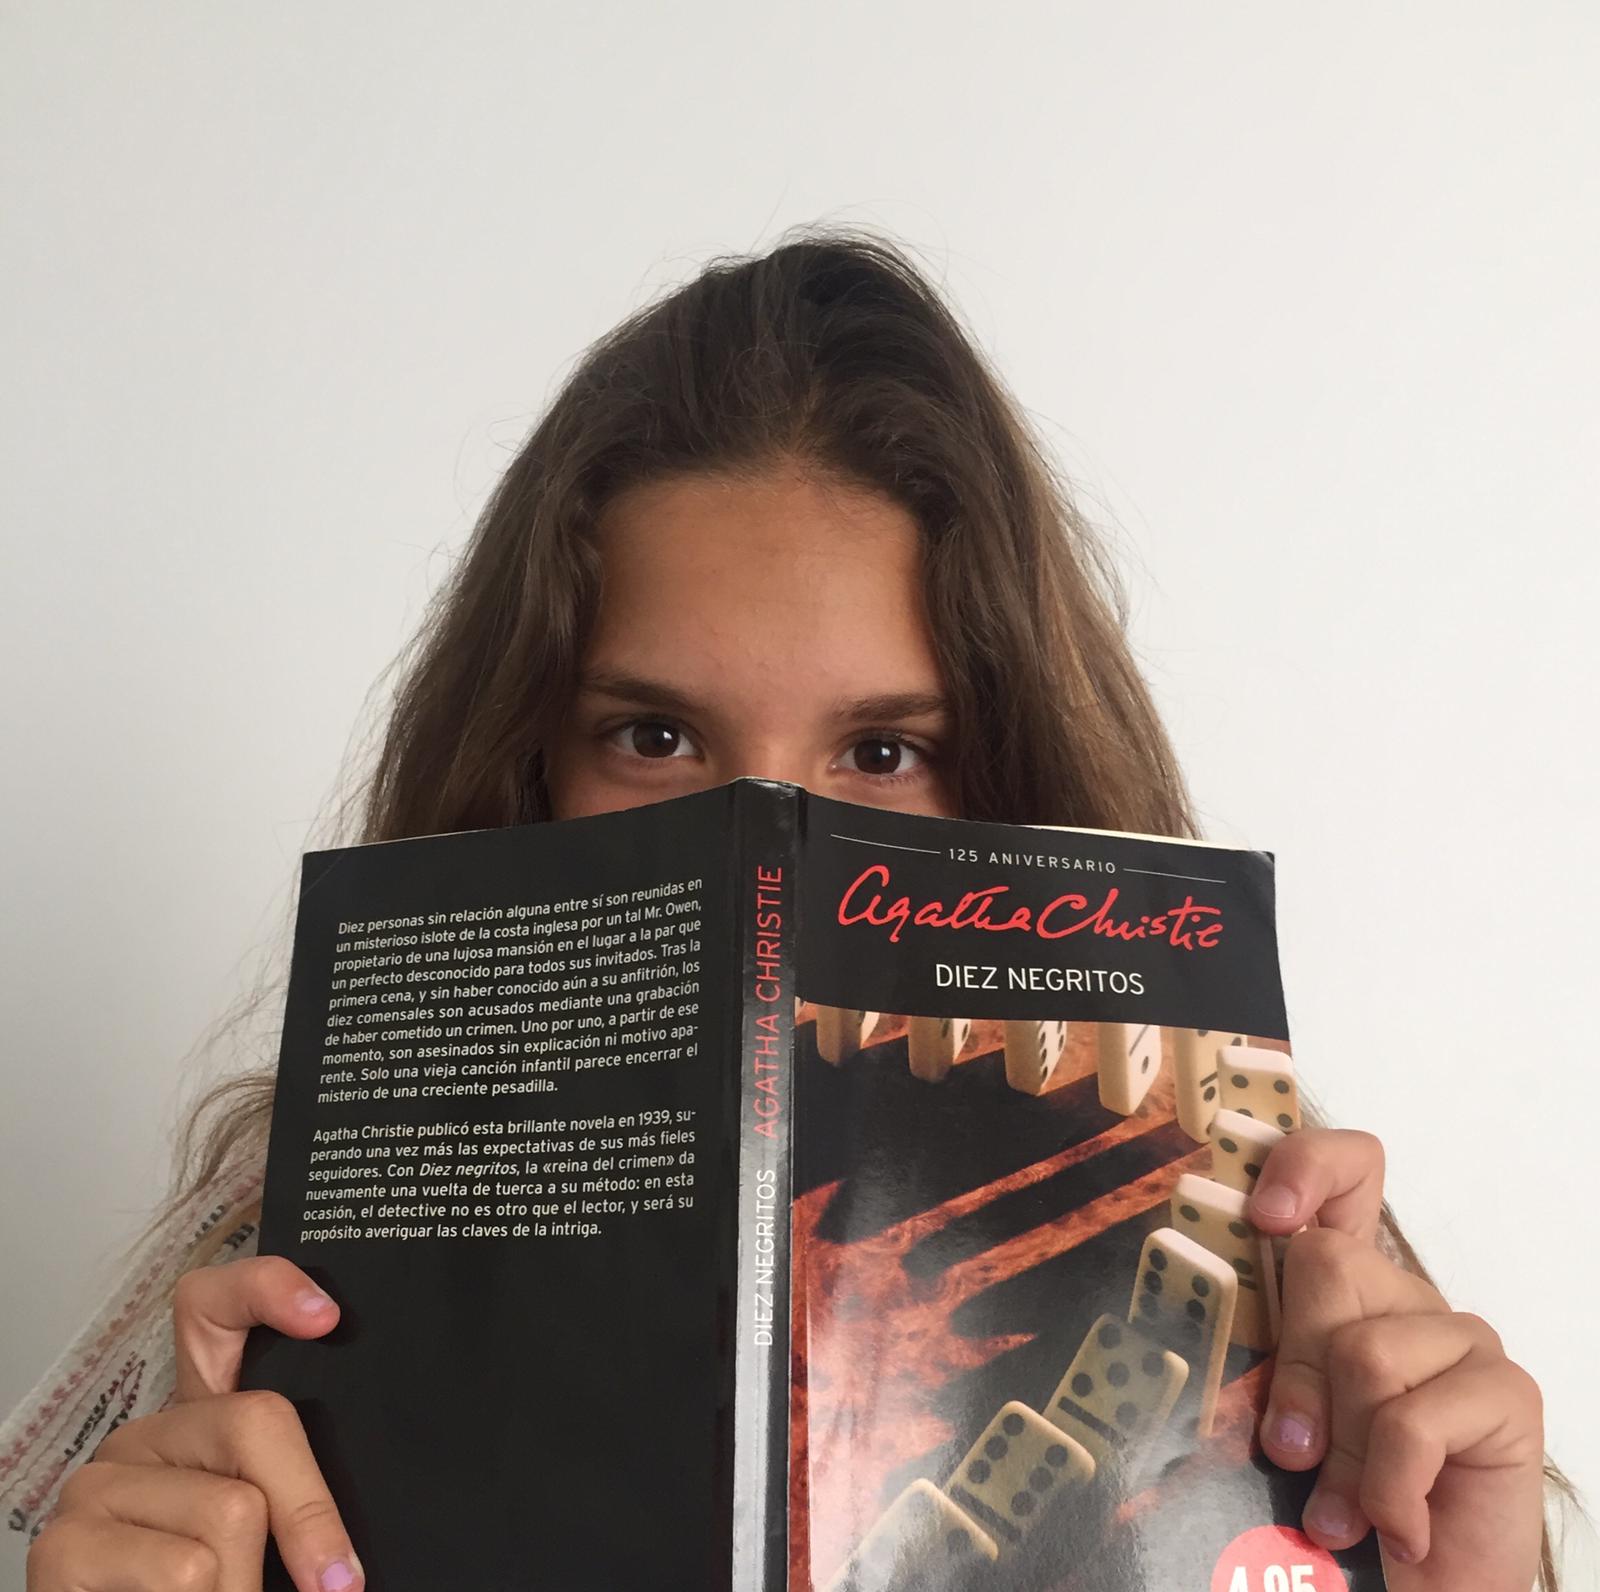 Diez personas sin relación alguna entre sí son reunidas en
un misterioso islote de la costa inglesa por un tal Mr. Owen,
propietario de una lujosa mansión en el lugar a la par que
un perfecto desconocido para todos sus invitados. Tras la
primera cena, y sin haber conocido aún a su anfitrión, los
diez comensales son acusados mediante una grabación
de haber cometido un crimen. Uno por uno, a partir de ese
momento, son asesinados sin explicación ni motivo apa-
rente. Solo una vieja canción infantil parece encerrar el
misterio de una creciente pesadilla.
Agatha Christie publicó esta brillante novela en 1939, su-
perando una vez más las expectativas de sus más fieles
seguidores. Con Diez negritos, la «reina del crimen» da
nuevamente una vuelta de tuerca a su método: en esta
ocasión, el detective no es otro que el lector, y será su
propósito averiguar las claves de la intriga.
DIEZ NEGRITOS AGATHA CHRISTIE
125 ANIVERSARIO
Agatha Christie
DIEZ NEGRITOS
4,95